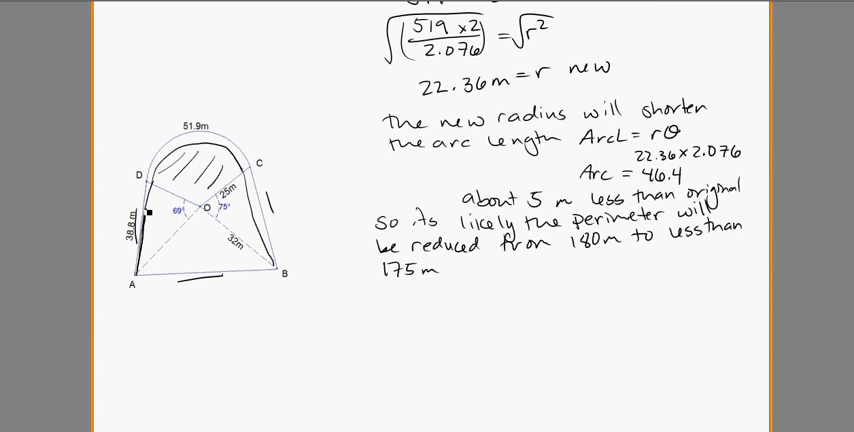 √(519 x2 / 2.076) = √r²
22.36m = r new
the new radius will shorten
the arc length ArcL = rθ
22.36 x 2.076
Arc = 46.4
about 5 m less than original
so its likely the perimeter will
be reduced from 180m to less than
175m
51.9m
D
C
25m
O
69°
75°
38.8 m
32m
A
B